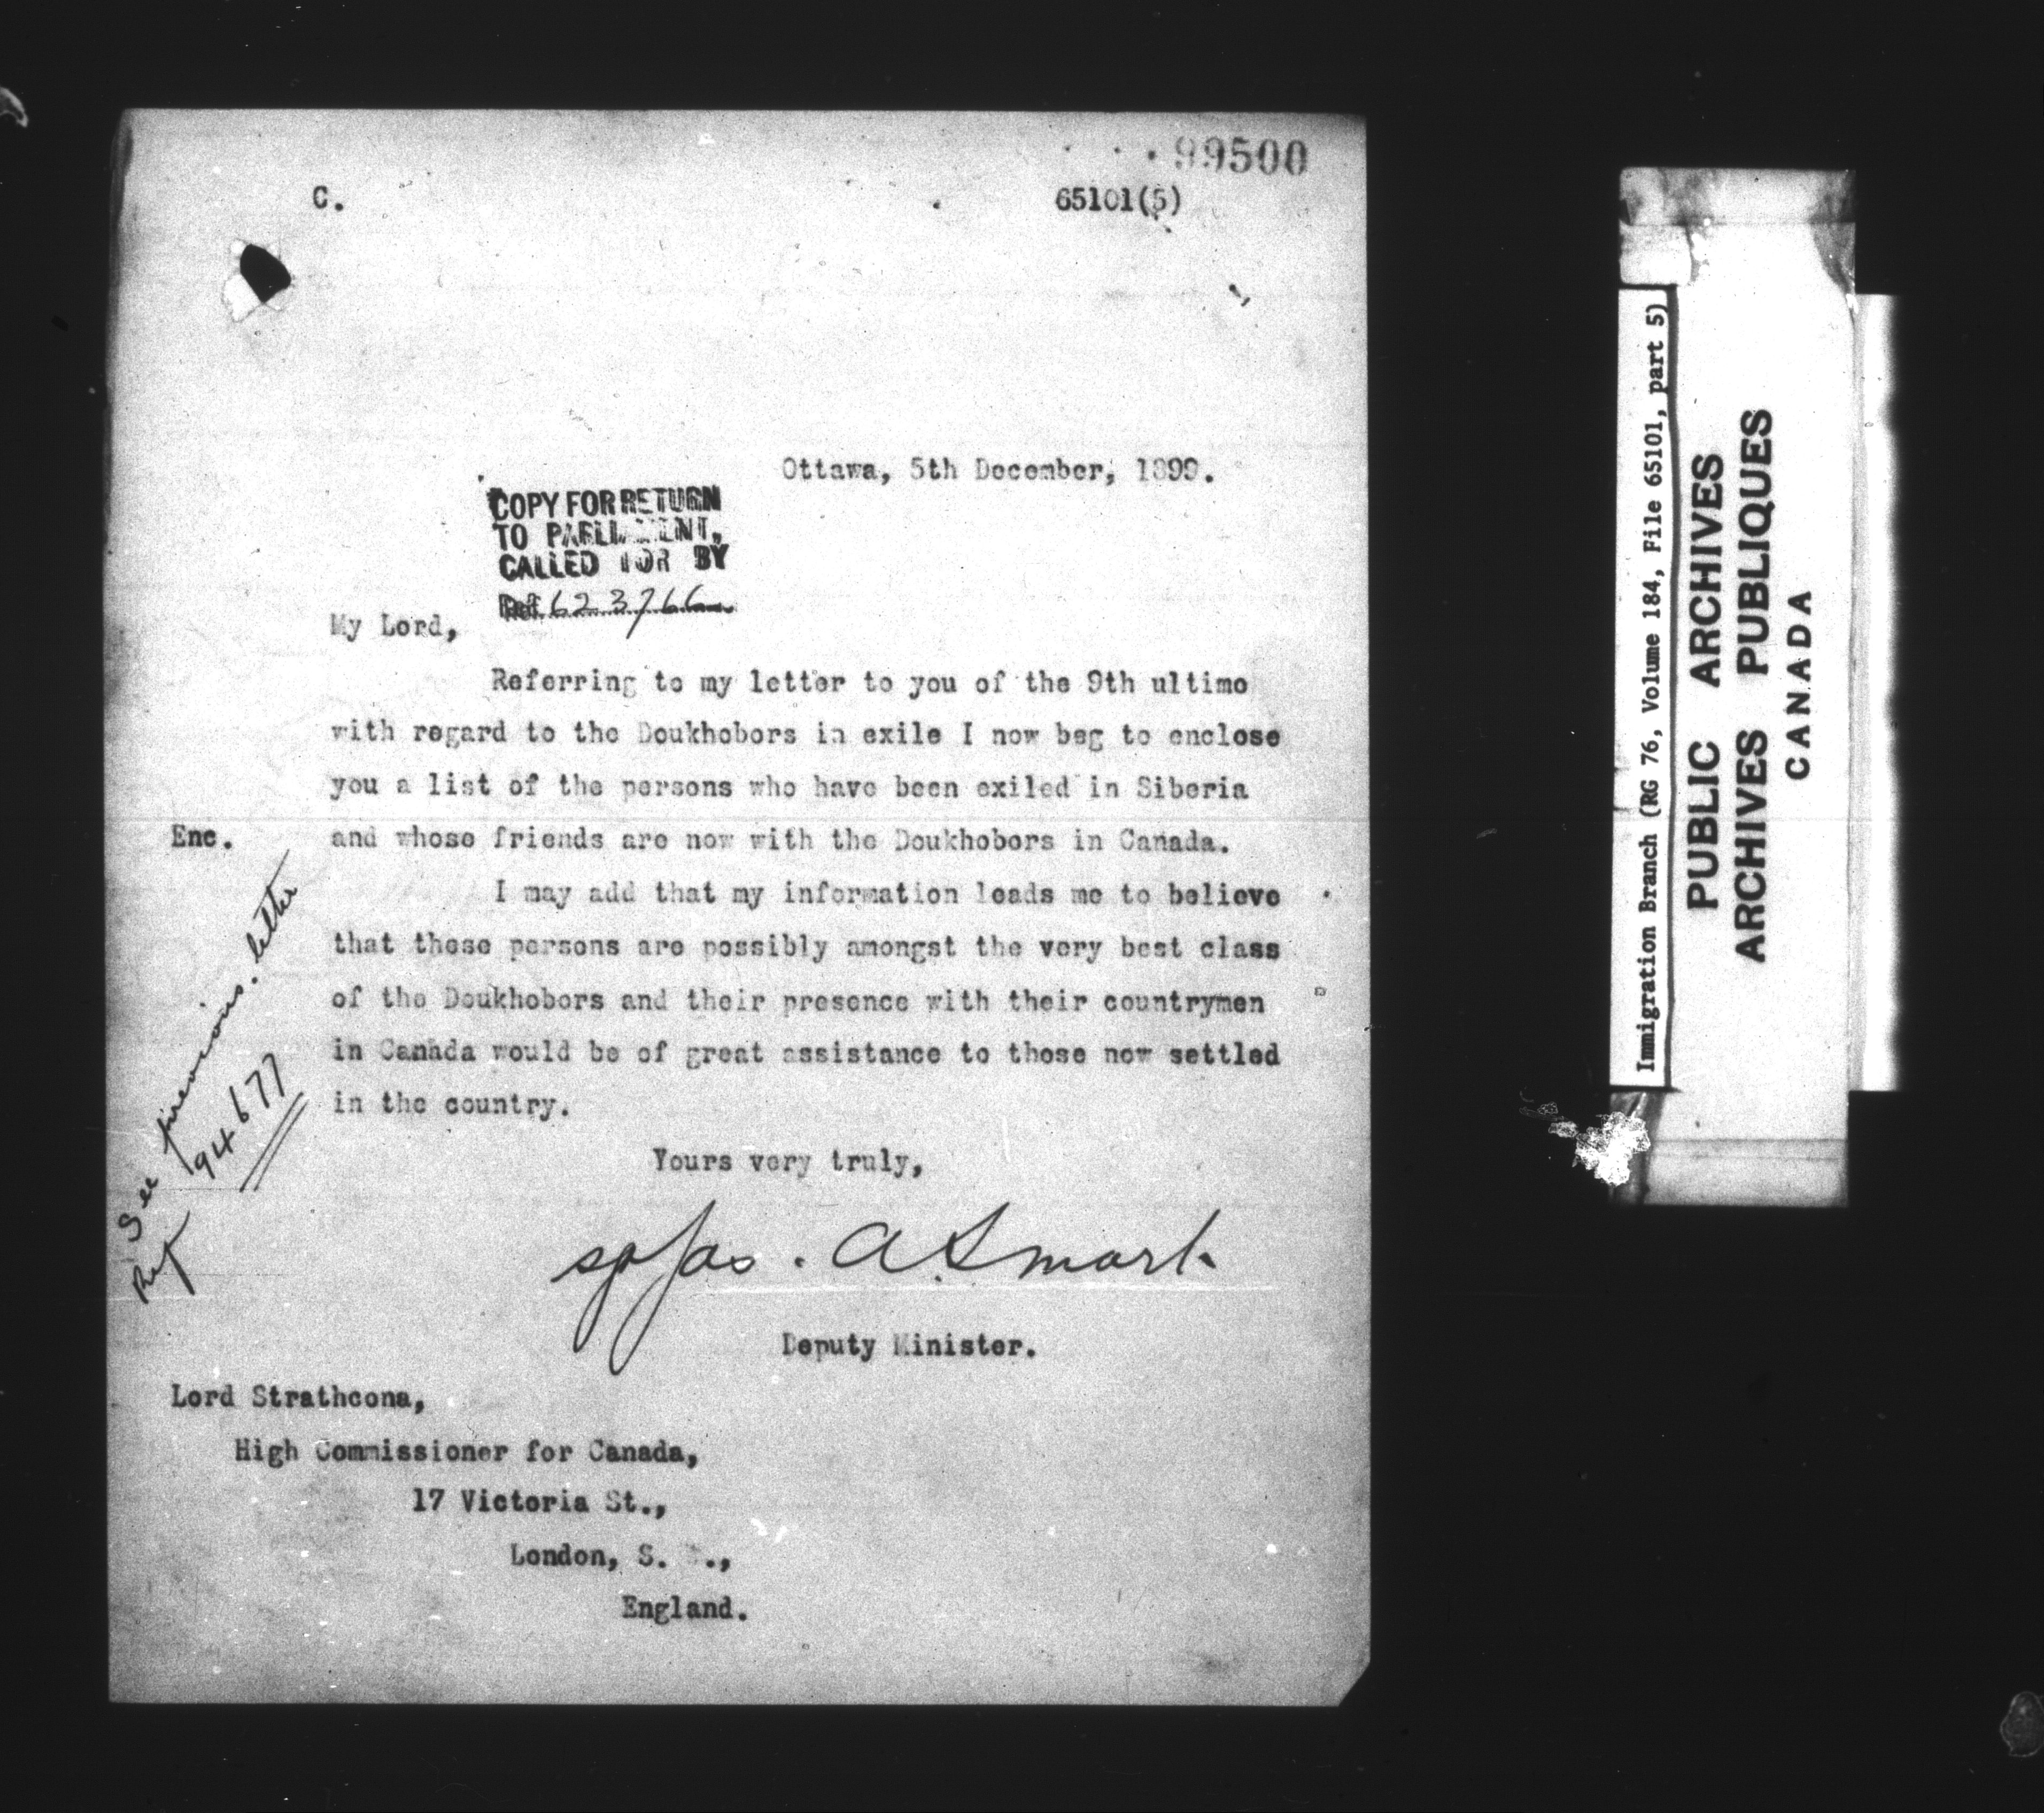 99500
C. 65101(5)
Ottawa, 5th December, 1899.
COPY FOR RETURN
TO PARLIAMENT,
CALLED FOR BY
Ref. 623766
My Lord,
Referring to my letter to you of the 9th ultimo
with regard to the Doukhobors in exile I now beg to enclose
you a list of the persons who have been exiled in Siberia
Enc. and whose friends are now with the Doukhobors in Canada.
I may add that my information leads me to believe
that these persons are possibly amongst the very best class
of the Doukhobors and their presence with their countrymen
in Canada would be of great assistance to those now settled
in the country.
See previous letter
Ref 94677
Yours very truly,
sgd Jas. A. Smart
Deputy Minister.
Lord Strathcona,
High Commissioner for Canada,
17 Victoria St.,
London, S. .,
England.
Immigration Branch (RG 76, Volume 184, File 65101, part 5)
PUBLIC ARCHIVES
ARCHIVES PUBLIQUES
CANADA